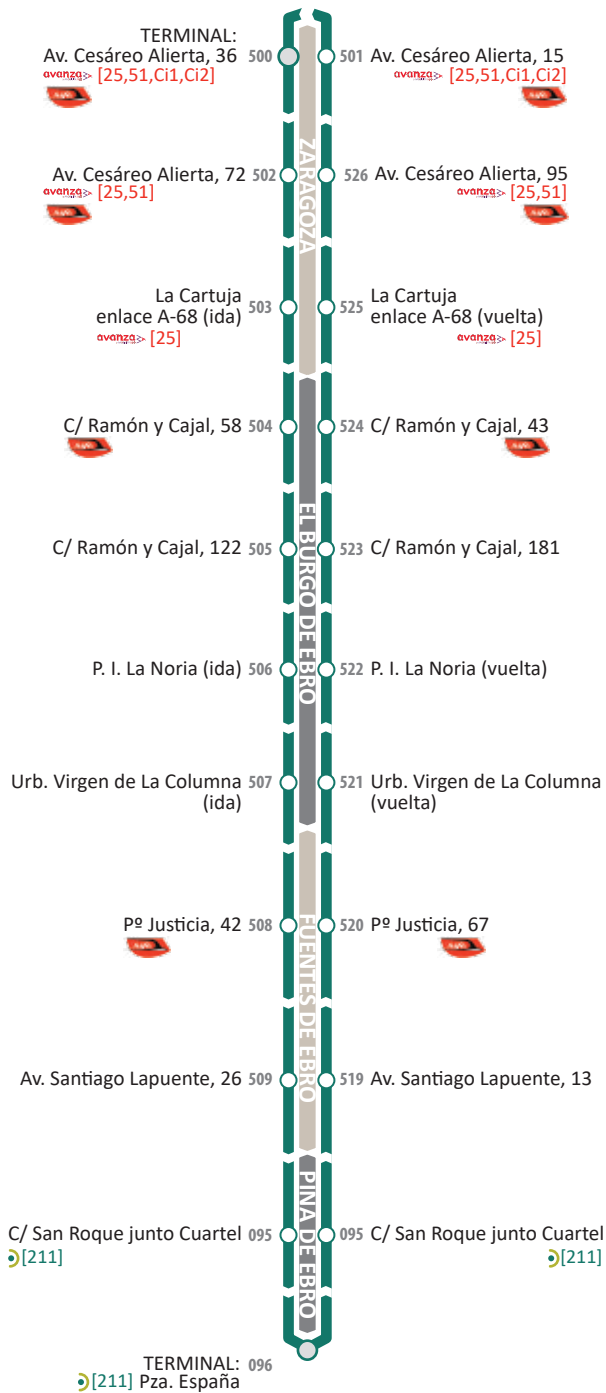 TERMINAL:
Av. Cesáreo Alierta, 36 500
avanza [25,51,Ci1,Ci2]
501 Av. Cesáreo Alierta, 15
avanza [25,51,Ci1,Ci2]
ZARAGOZA
Av. Cesáreo Alierta, 72 502
avanza [25,51]
526 Av. Cesáreo Alierta, 95
avanza [25,51]
La Cartuja
enlace A-68 (ida)
503
avanza [25]
525
La Cartuja
enlace A-68 (vuelta)
avanza [25]
EL BURGO DE EBRO
C/ Ramón y Cajal, 58 504
524 C/ Ramón y Cajal, 43
C/ Ramón y Cajal, 122 505
523 C/ Ramón y Cajal, 181
P. I. La Noria (ida) 506
522 P. I. La Noria (vuelta)
Urb. Virgen de La Columna 507
(ida)
521 Urb. Virgen de La Columna
(vuelta)
FUENTES DE EBRO
Pº Justicia, 42 508
520 Pº Justicia, 67
Av. Santiago Lapuente, 26 509
519 Av. Santiago Lapuente, 13
PINA DE EBRO
C/ San Roque junto Cuartel 095
[211]
095 C/ San Roque junto Cuartel
[211]
TERMINAL: 096
[211] Pza. España